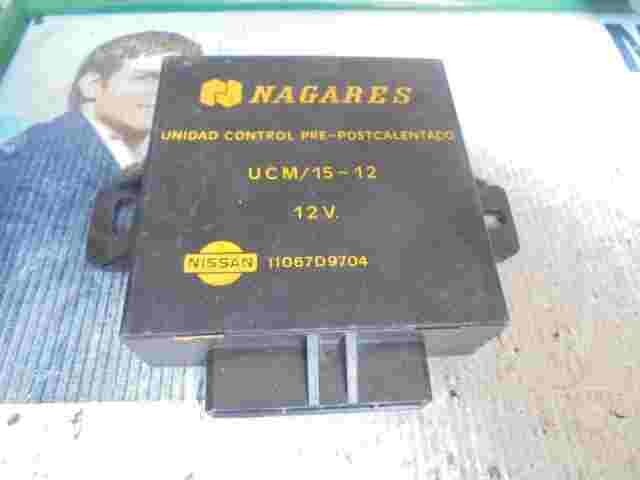 NAGARES
UNIDAD CONTROL PRE-POSTCALENTADO
UCM/15-12
12V.
NISSAN 11067D9704